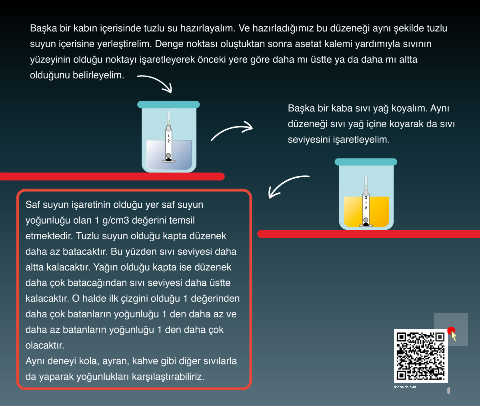 Başka bir kabın içerisinde tuzlu su hazırlayalım. Ve hazırladığımız bu düzeneği aynı şekilde tuzlu
suyun içerisine yerleştirelim. Denge noktası oluştuktan sonra asetat kalemi yardımıyla sıvının
yüzeyinin olduğu noktayı işaretleyerek önceki yere göre daha mı üstte ya da daha mı altta
olduğunu belirleyelim.
Başka bir kaba sıvı yağ koyalım. Aynı
düzeneği sıvı yağ içine koyarak da sıvı
seviyesini işaretleyelim.
Saf suyun işaretinin olduğu yer saf suyun
yoğunluğu olan 1 g/cm3 değerini temsil
etmektedir. Tuzlu suyun olduğu kapta düzenek
daha az batacaktır. Bu yüzden sıvı seviyesi daha
altta kalacaktır. Yağın olduğu kapta ise düzenek
daha çok batacağından sıvı seviyesi daha üstte
kalacaktır. O halde ilk çizgini olduğu 1 değerinden
daha çok batanların yoğunluğu 1 den daha az ve
daha az batanların yoğunluğu 1 den daha çok
olacaktır.
Aynı deneyi kola, ayran, kahve gibi diğer sıvılarla
da yaparak yoğunlukları karşılaştırabiliriz.